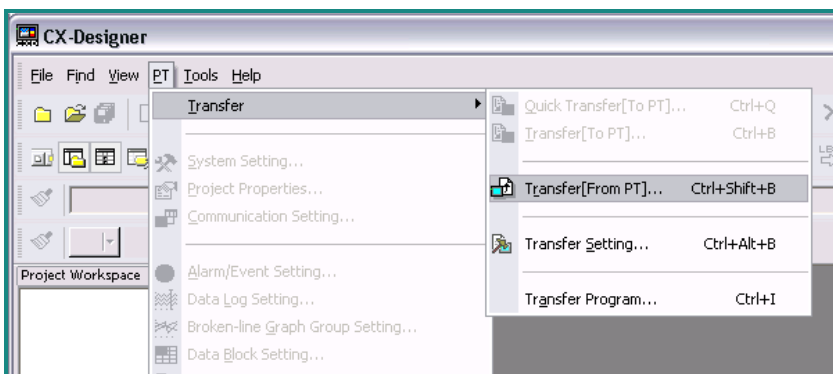 CX-Designer
File Find View PT Tools Help
Transfer
Quick Transfer[To PT]... Ctrl+Q
Transfer[To PT]... Ctrl+B
System Setting...
Project Properties...
Transfer[From PT]... Ctrl+Shift+B
Communication Setting...
Transfer Setting... Ctrl+Alt+B
Project Workspace
Alarm/Event Setting...
Data Log Setting...
Transfer Program... Ctrl+I
Broken-line Graph Group Setting...
Data Block Setting...